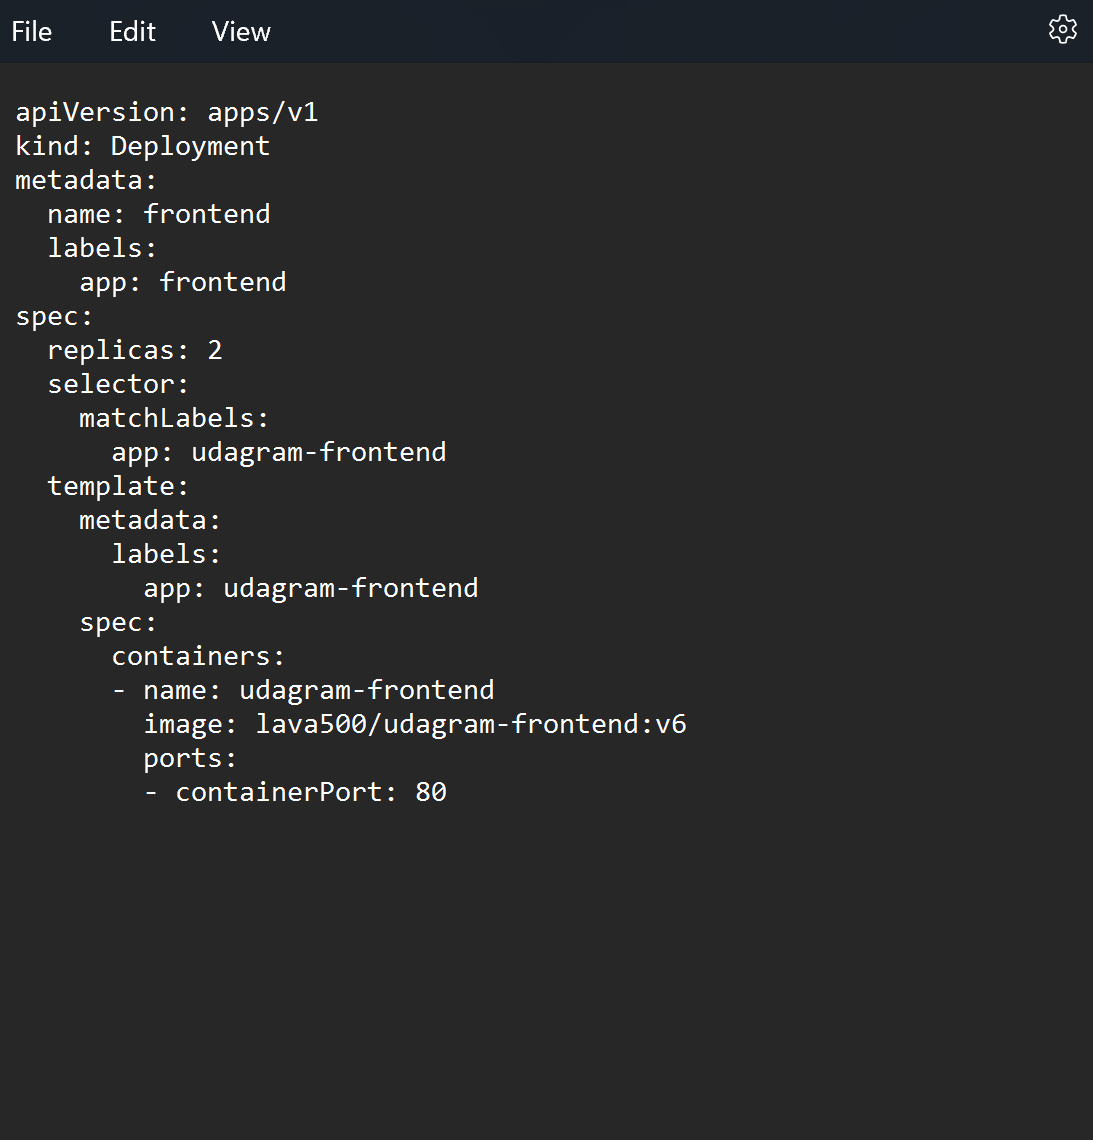 File Edit View
apiVersion: apps/v1
kind: Deployment
metadata:
  name: frontend
  labels:
    app: frontend
spec:
  replicas: 2
  selector:
    matchLabels:
      app: udagram-frontend
  template:
    metadata:
      labels:
        app: udagram-frontend
    spec:
      containers:
      - name: udagram-frontend
        image: lava500/udagram-frontend:v6
        ports:
        - containerPort: 80